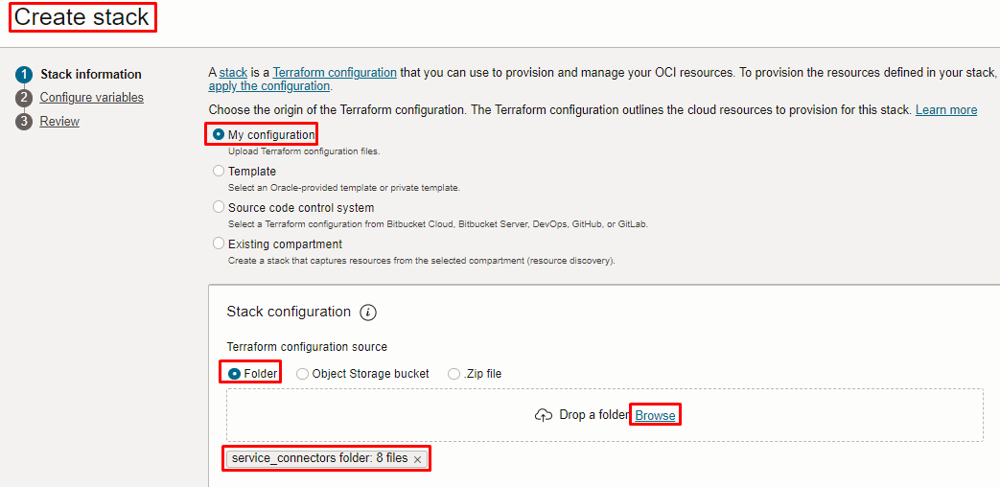 Create stack
1 Stack information
2 Configure variables
3 Review
A stack is a Terraform configuration that you can use to provision and manage your OCI resources. To provision the resources defined in your stack,
apply the configuration.
Choose the origin of the Terraform configuration. The Terraform configuration outlines the cloud resources to provision for this stack. Learn more
My configuration
Upload Terraform configuration files.
Template
Select an Oracle-provided template or private template.
Source code control system
Select a Terraform configuration from Bitbucket Cloud, Bitbucket Server, DevOps, GitHub, or GitLab.
Existing compartment
Create a stack that captures resources from the selected compartment (resource discovery).
Stack configuration i
Terraform configuration source
Folder Object Storage bucket .Zip file
Drop a folder Browse
service_connectors folder: 8 files ×